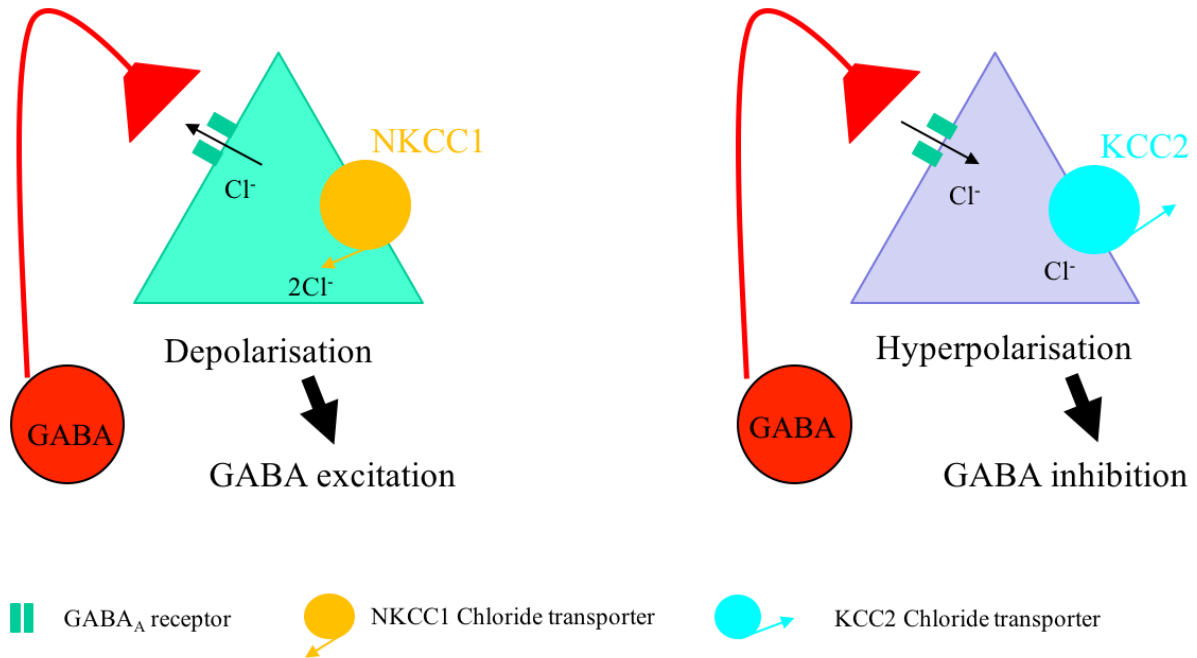 NKCC1
Cl-
2Cl-
Depolarisation
GABA
GABA excitation
KCC2
Cl-
Cl-
Hyperpolarisation
GABA
GABA inhibition
GABAA receptor
NKCC1 Chloride transporter
KCC2 Chloride transporter